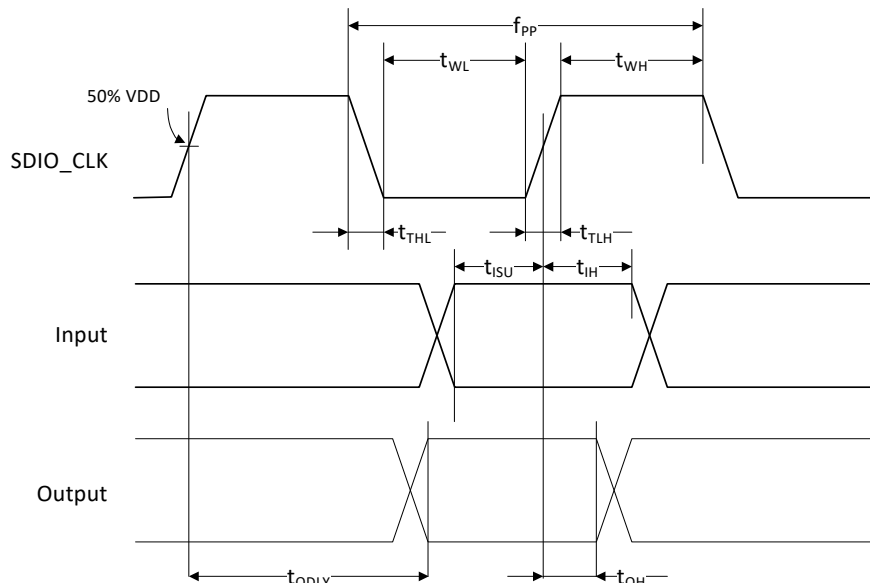 fPP
tWL
tWH
50% VDD
SDIO_CLK
tTHL
tTLH
tISU
tIH
Input
Output
tODLY
tOH